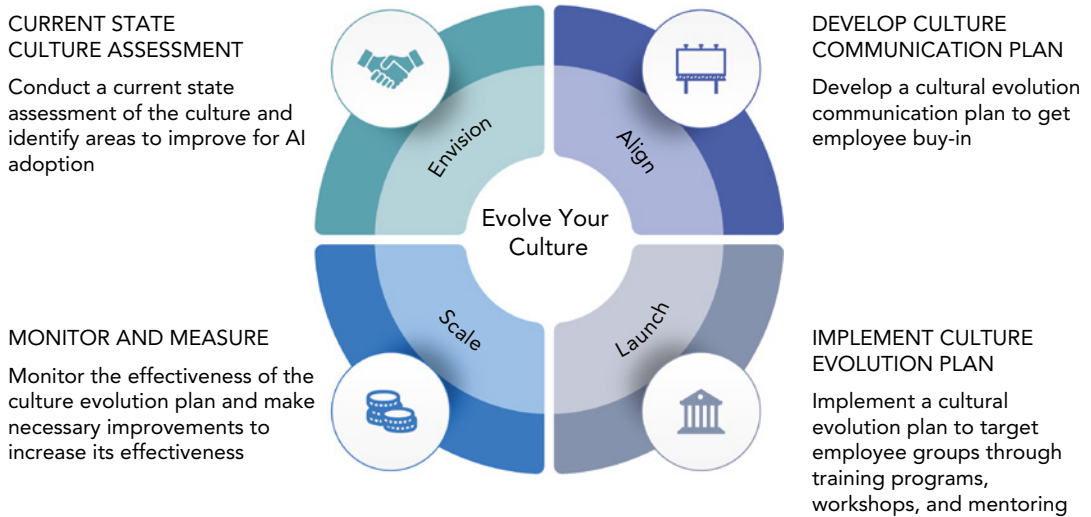 CURRENT STATE
CULTURE ASSESSMENT
Conduct a current state
assessment of the culture and
identify areas to improve for AI
adoption
DEVELOP CULTURE
COMMUNICATION PLAN
Develop a cultural evolution
communication plan to get
employee buy-in
Envision
Align
Evolve Your
Culture
Scale
Launch
MONITOR AND MEASURE
Monitor the effectiveness of the
culture evolution plan and make
necessary improvements to
increase its effectiveness
IMPLEMENT CULTURE
EVOLUTION PLAN
Implement a cultural
evolution plan to target
employee groups through
training programs,
workshops, and mentoring